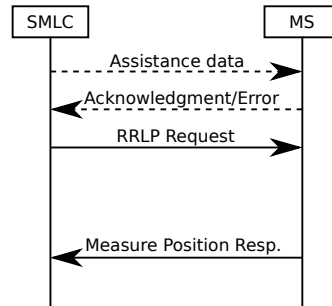 SMLC
MS
Assistance data
Acknowledgment/Error
RRLP Request
Measure Position Resp.